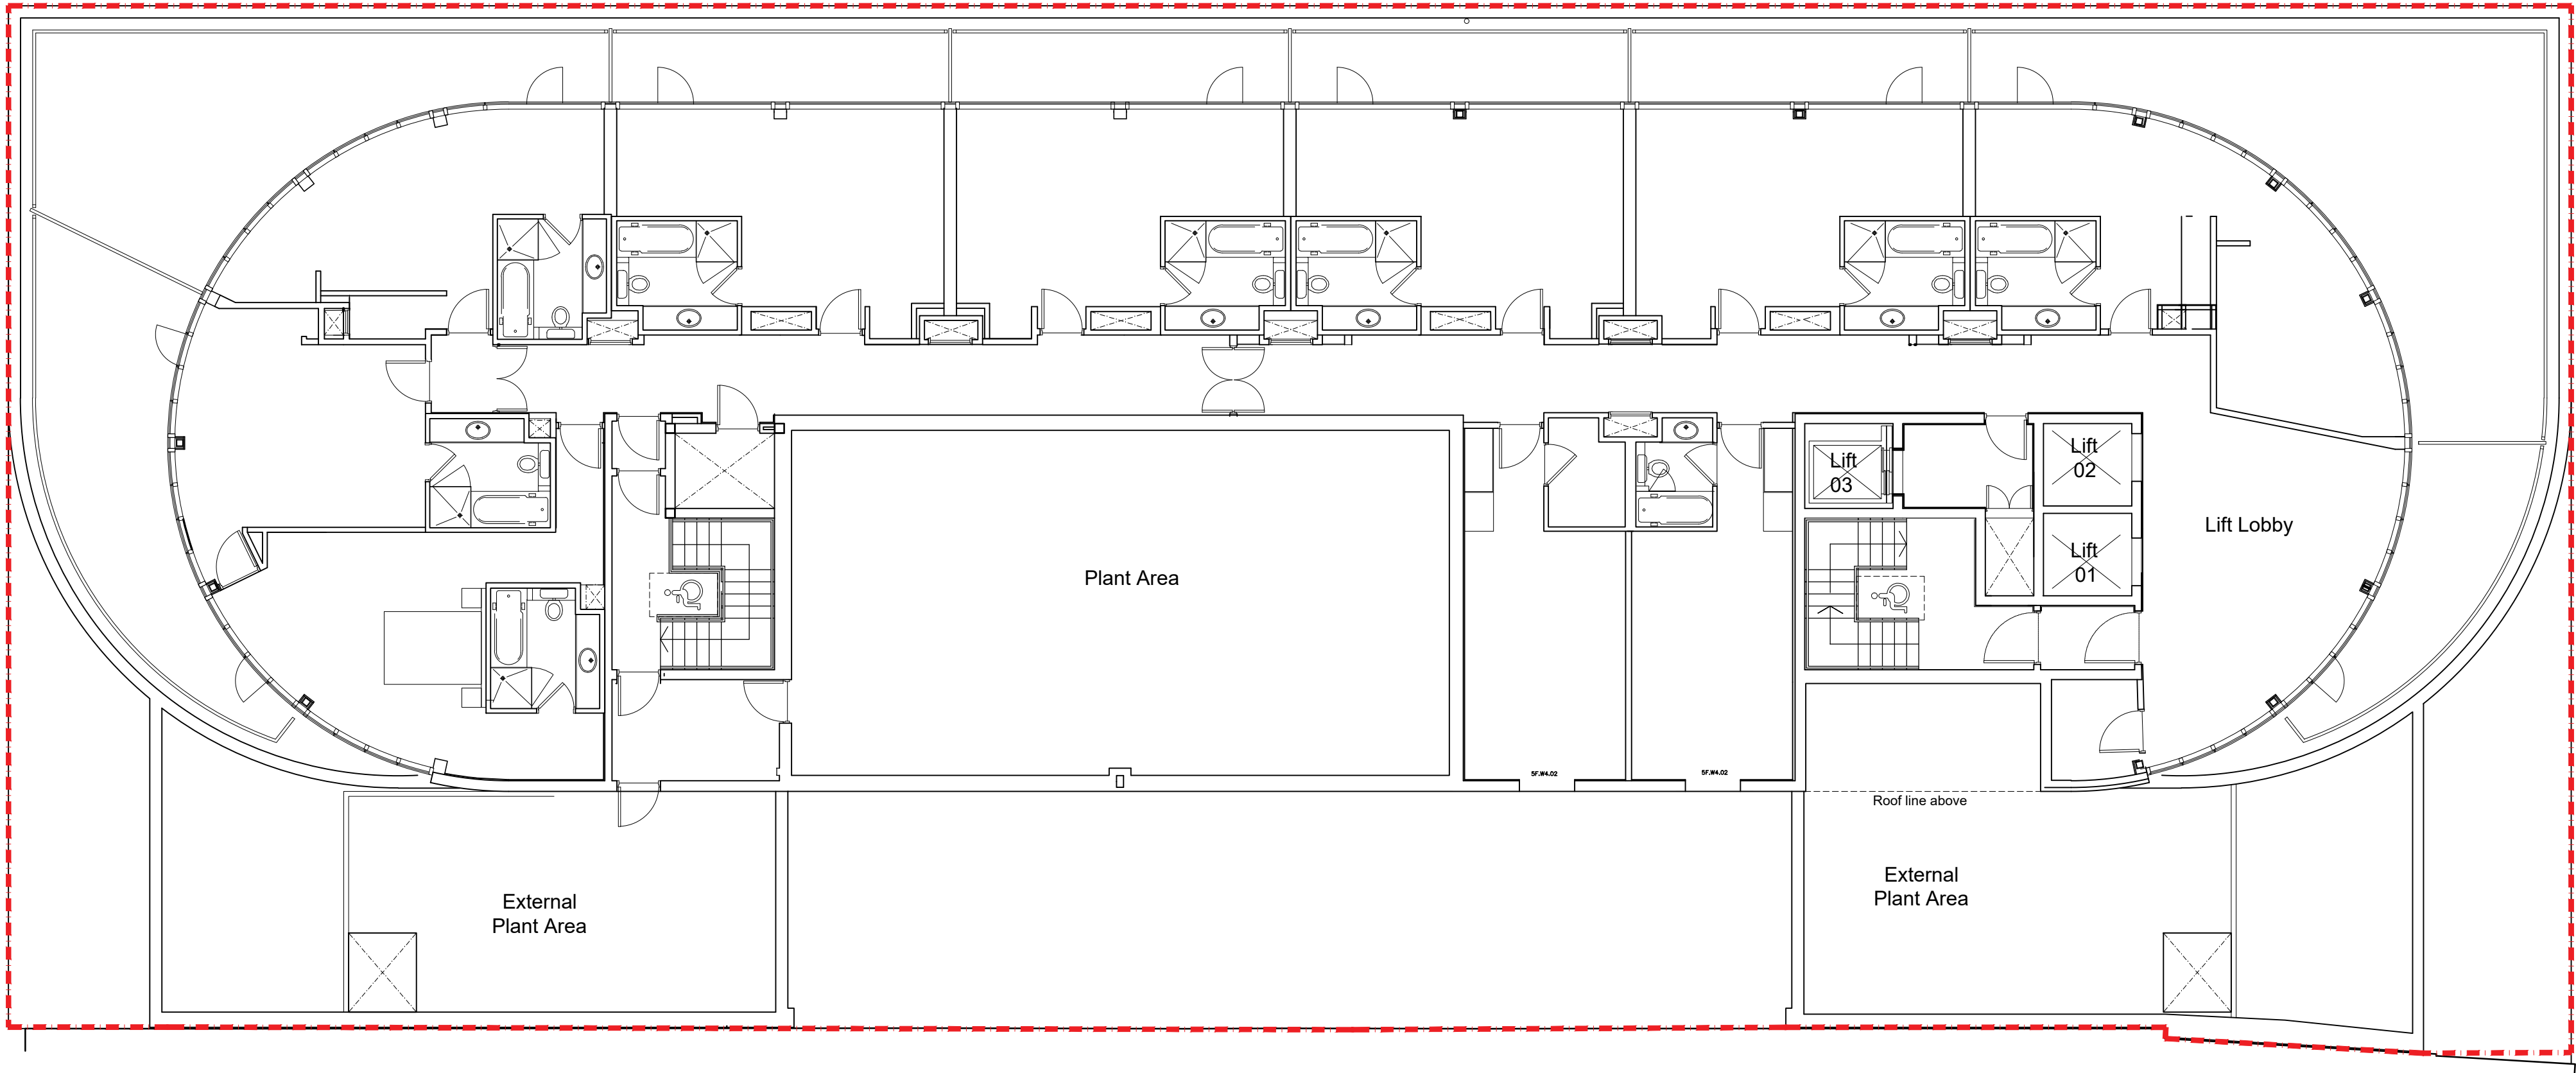 Lift
03
Lift
02
Lift
01
Lift Lobby
Plant Area
5F.W4.02
5F.W4.02
Roof line above
External
Plant Area
External
Plant Area